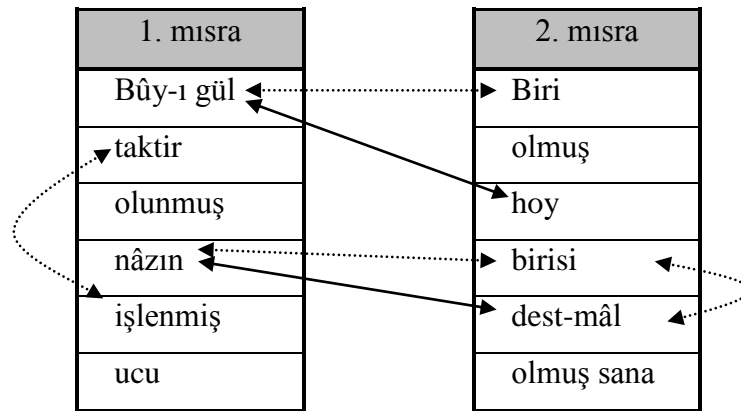 1. mısra 2. mısra
Bûy-ı gül Biri
taktir olmuş
olunmuş hoy
nâzın birisi
işlenmiş dest-mâl
ucu olmuş sana